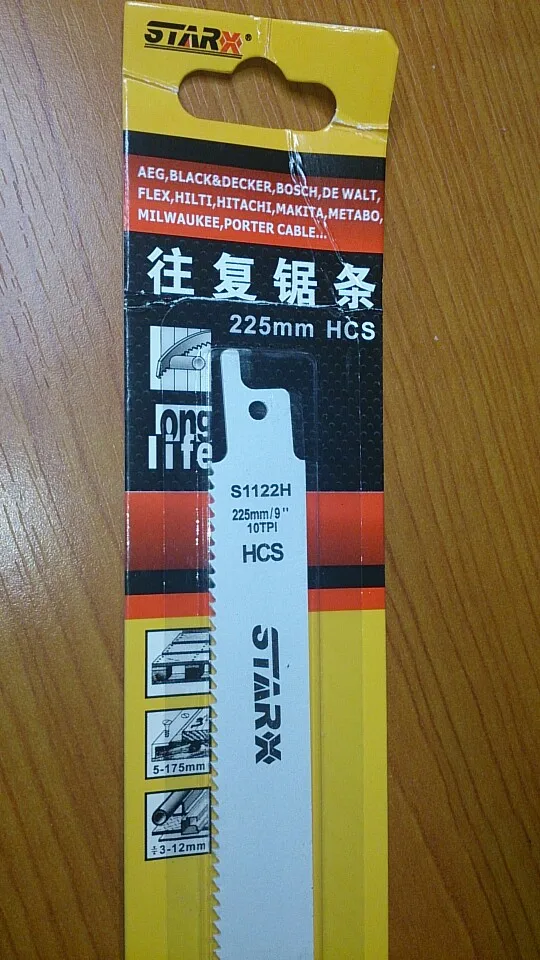 STARX®
AEG,BLACK&DECKER,BOSCH,DE WALT,
FLEX,HILTI,HITACHI,MAKITA,METABO,
MILWAUKEE,PORTER CABLE...
往复锯条
225mm HCS
long
life
S1122H
225mm/9"
10TPI
HCS
STARX
5-175mm
3-12mm